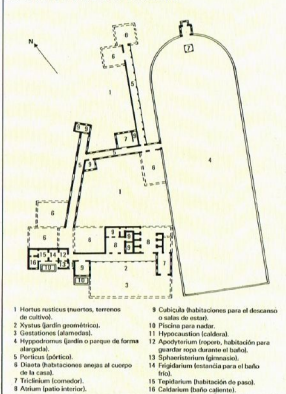 N
1 Hortus rusticus (huertos, terrenos
de cultivo).
2 Xystus (jardín geométrico).
3 Gestationes (alamedas).
4 Hyppodromus (jardín o parque de forma
alargada).
5 Porticus (pórtico).
6 Diaeta (habitaciones anejas al cuerpo
de la casa).
7 Triclinium (comedor).
8 Atrium (patio interior).
9 Cubicula (habitaciones para el descanso
o salas de estar).
10 Piscina para nadar.
11 Hypocaustion (caldera).
12 Apodyterium (ropero, habitación para
guardar ropa durante el baño).
13 Sphaeristerium (gimnasio).
14 Frigidarium (estancia para el baño
frío).
15 Tepidarium (habitación de paso).
16 Caldarium (baño caliente).